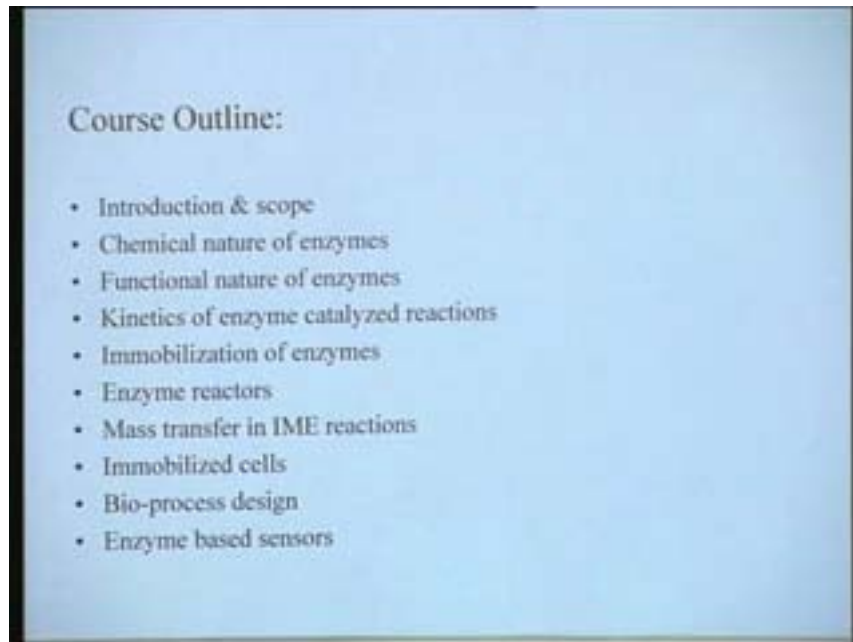 Course Outline:
• Introduction & scope
• Chemical nature of enzymes
• Functional nature of enzymes
• Kinetics of enzyme catalyzed reactions
• Immobilization of enzymes
• Enzyme reactors
• Mass transfer in IME reactions
• Immobilized cells
• Bio-process design
• Enzyme based sensors